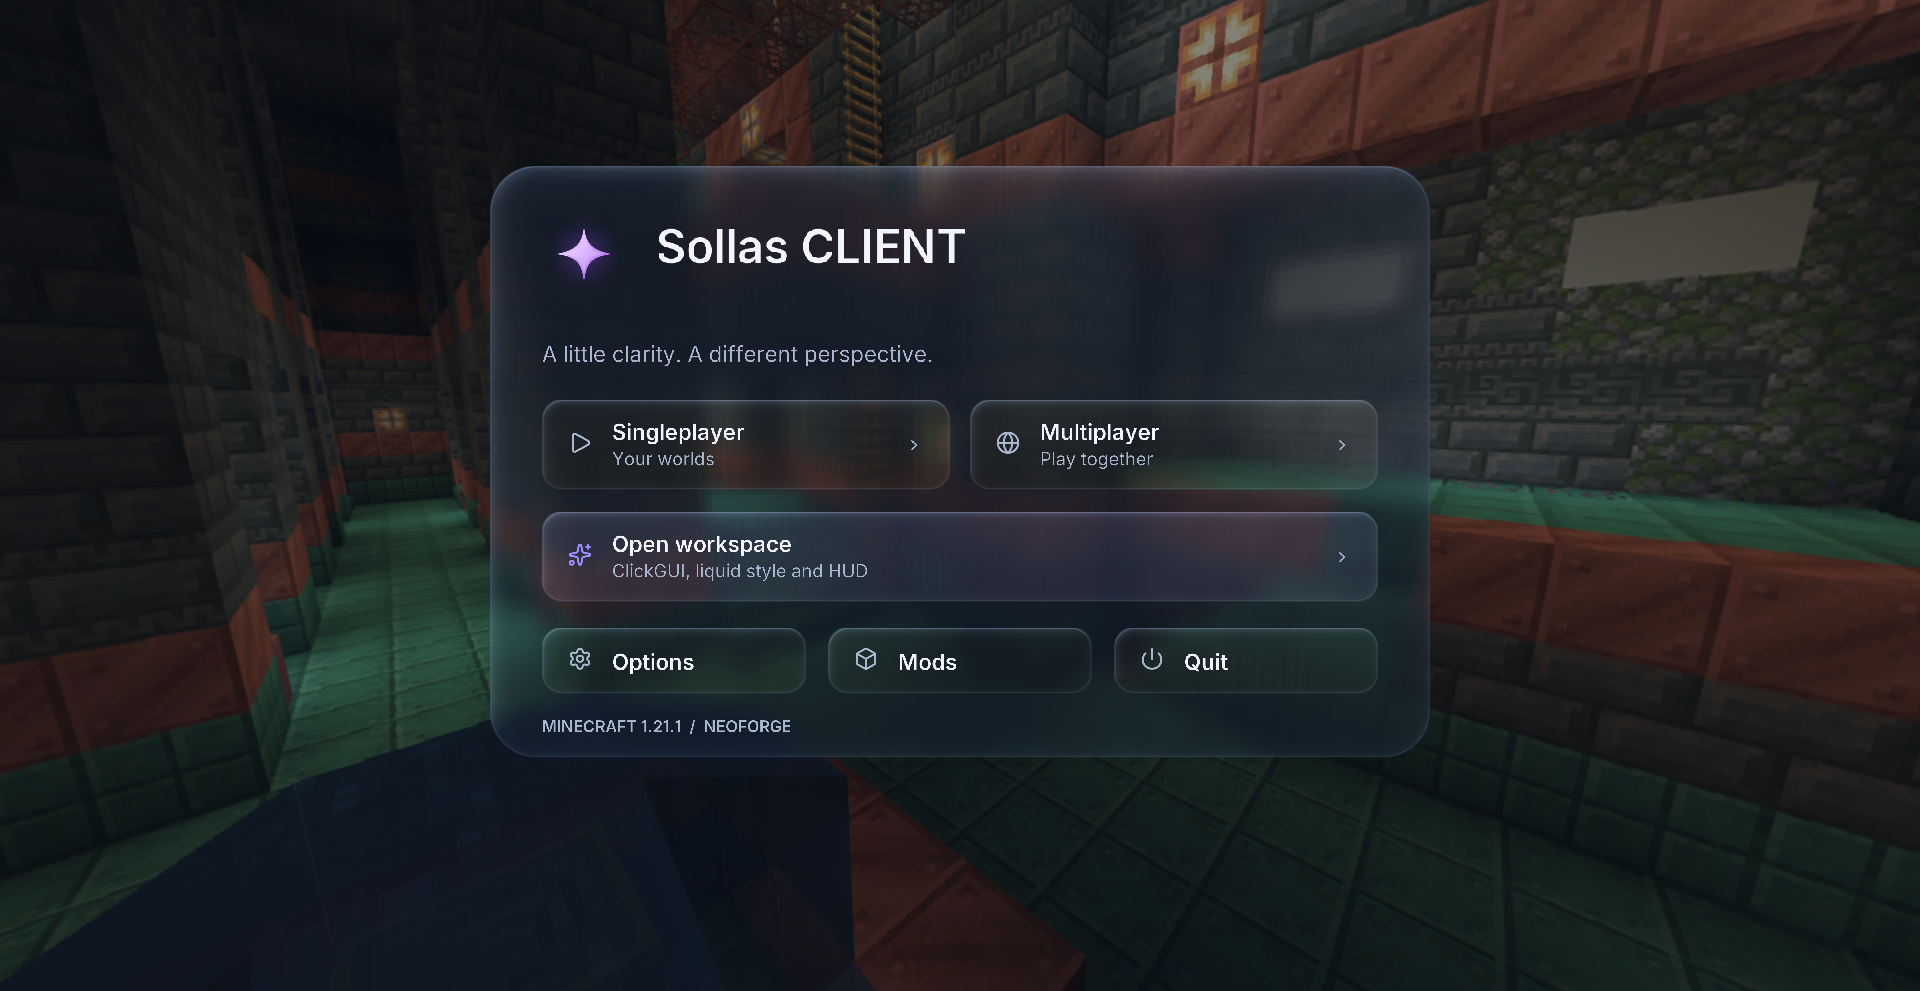 Sollas CLIENT
A little clarity. A different perspective.
Singleplayer
Your worlds
Multiplayer
Play together
Open workspace
ClickGUI, liquid style and HUD
Options
Mods
Quit
MINECRAFT 1.21.1 / NEOFORGE